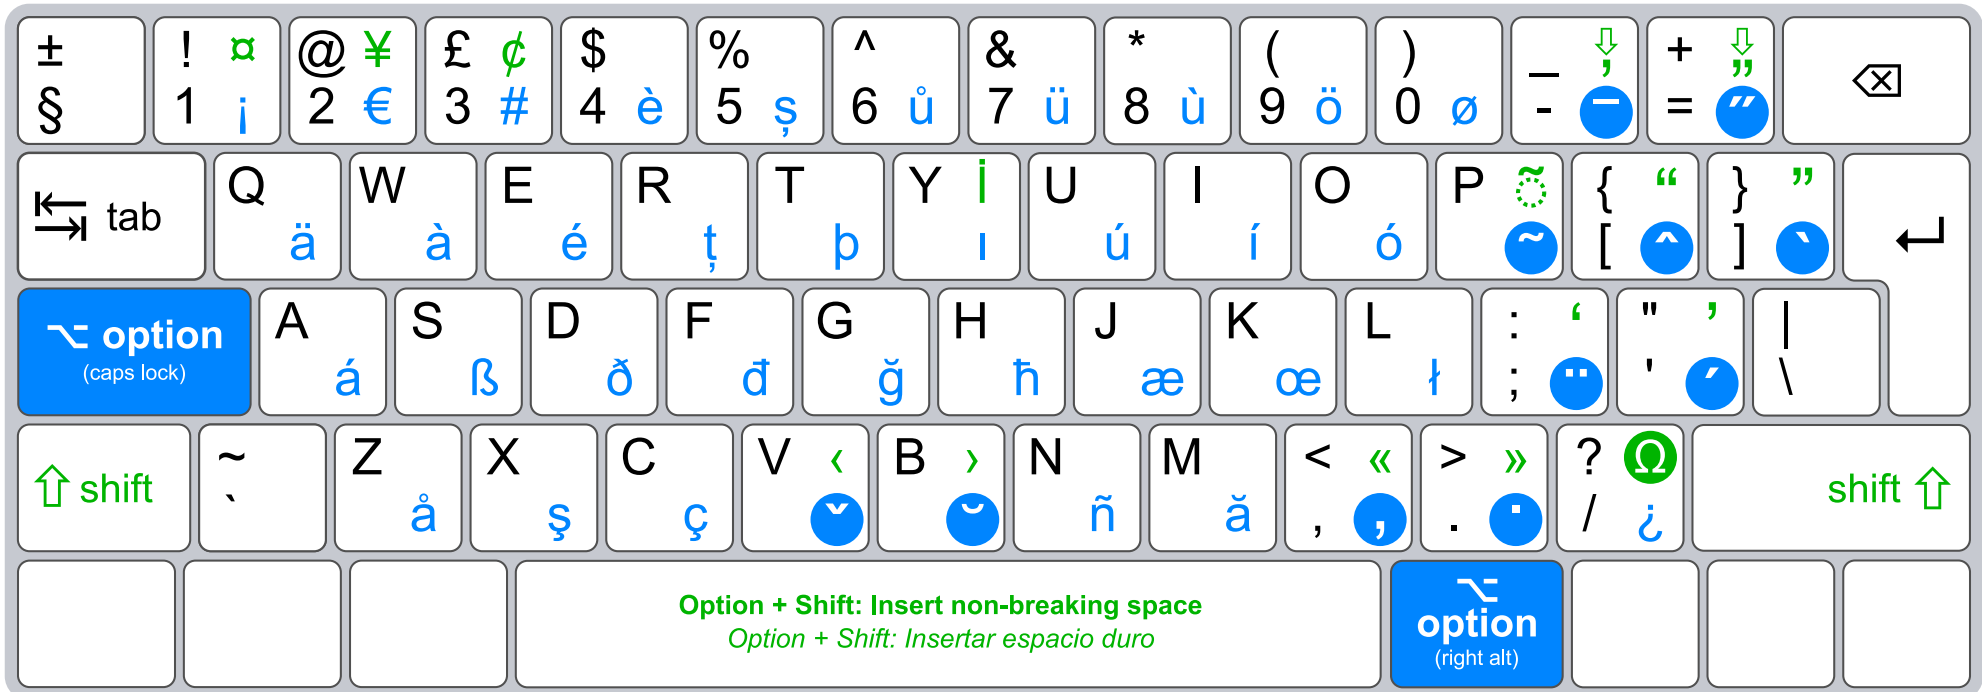 ± ! ¤ @ ¥ £ ¢ $ % ^ & * ( ) _ ⇩ , + ⇩ „
§ 1 ¡ 2 € 3 # 4 è 5 ș 6 ů 7 ü 8 ù 9 ö 0 ø - ¯ = ˝ ⌫
Q W E R T Y İ U I O P õ { “ } ”
tab ä à é ț þ ı ú í ó ˜ [ ^ ] ` ↵
⌥ option A S D F G H J K L : ‘ " ’ |
(caps lock) á ß ð đ ğ ħ æ œ ł ; ¨ ' ´ \
~ Z X C V ‹ B › N M < « > » ? Ω
⇧ shift ` å ş ç ˇ ˘ ñ ă , , . ˙ / ¿ shift ⇧
Option + Shift: Insert non-breaking space
Option + Shift: Insertar espacio duro
⌥
option
(right alt)